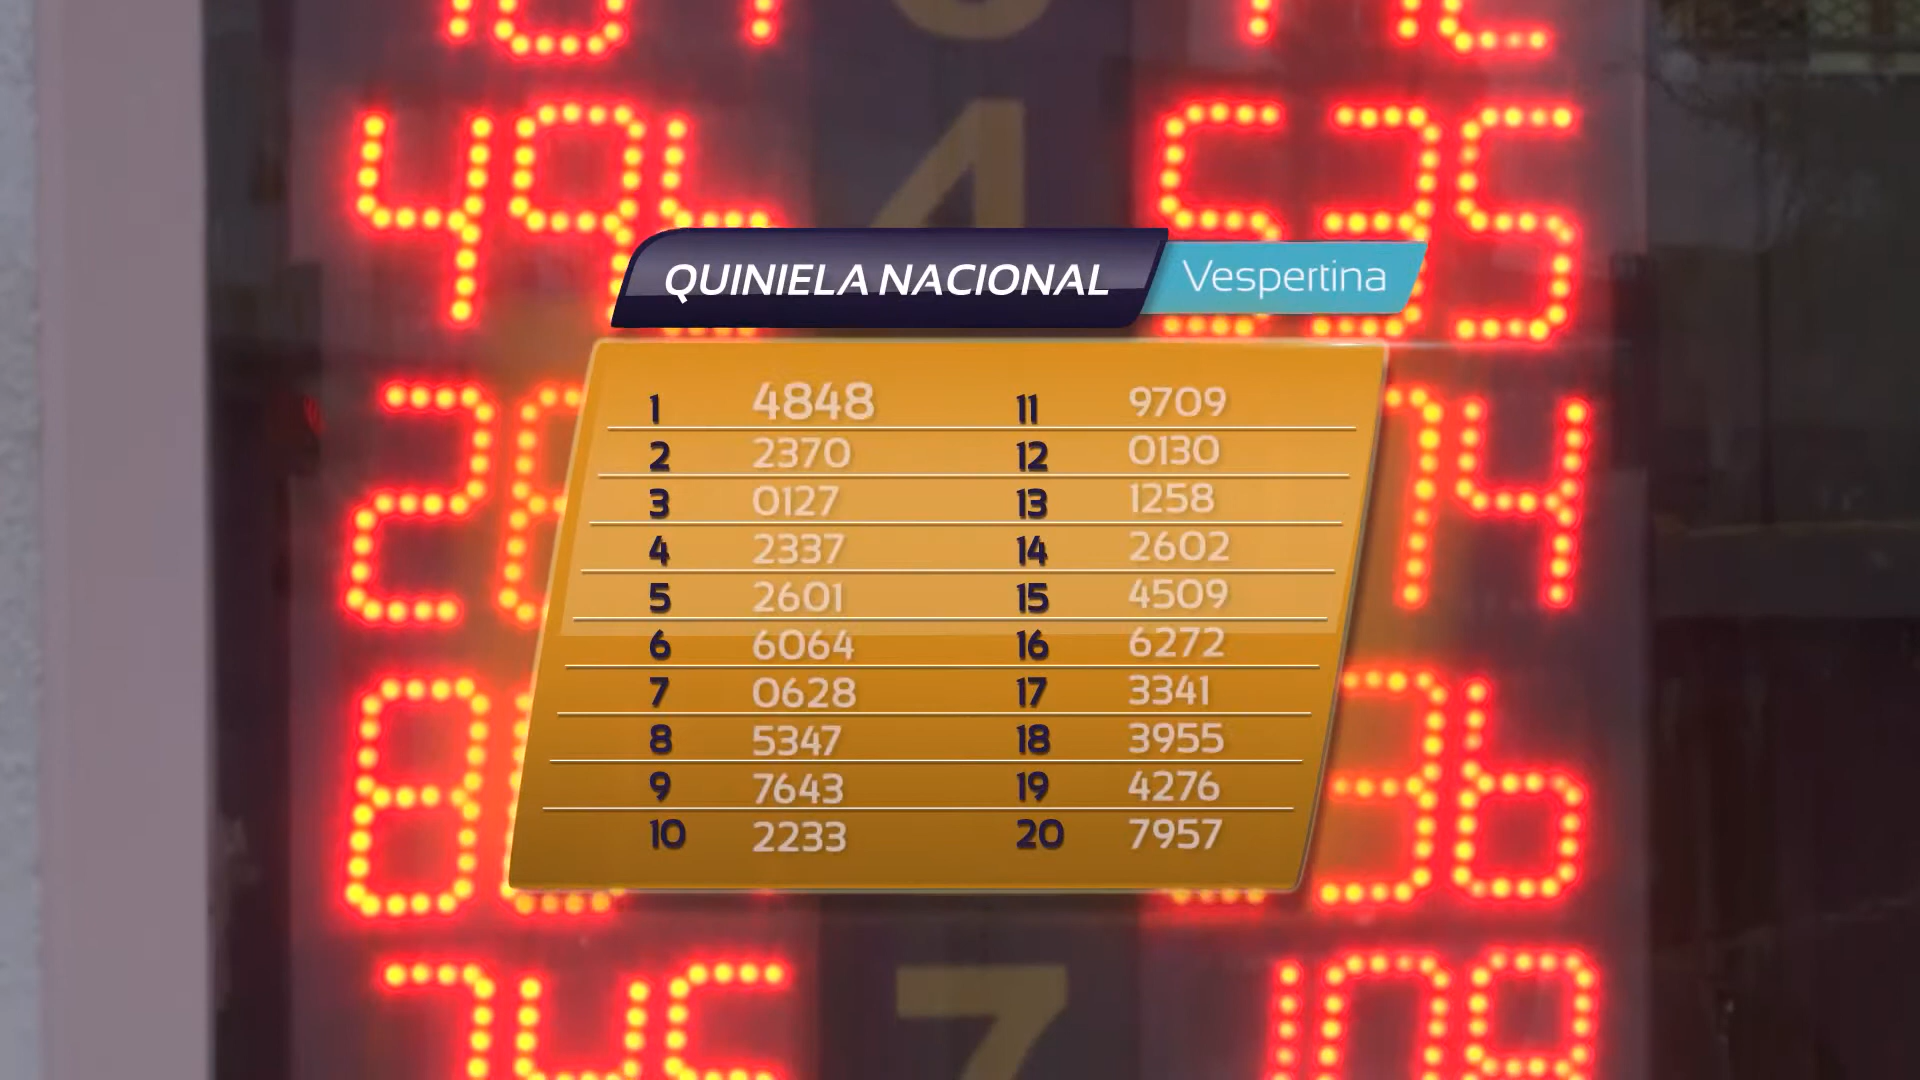 QUINIELA NACIONAL Vespertina
1 4848 11 9709
2 2370 12 0130
3 0127 13 1258
4 2337 14 2602
5 2601 15 4509
6 6064 16 6272
7 0628 17 3341
8 5347 18 3955
9 7643 19 4276
10 2233 20 7957
4
7